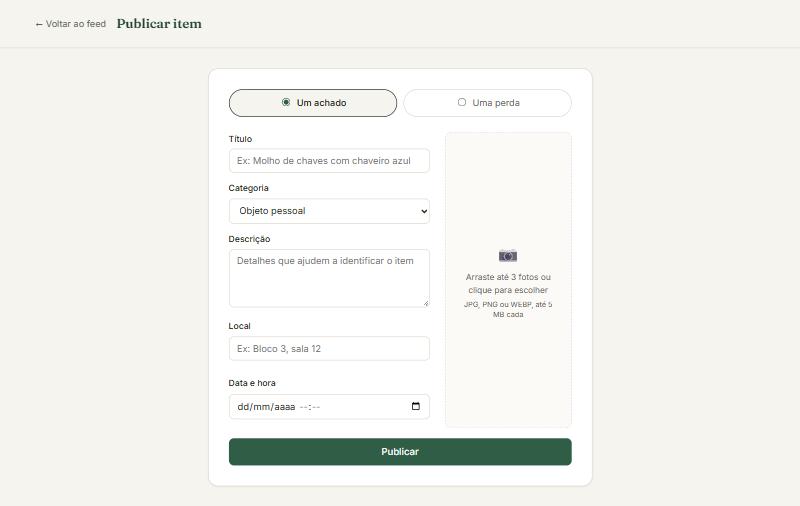 ← Voltar ao feed Publicar item
Um achado
Uma perda
Título
Ex: Molho de chaves com chaveiro azul
Categoria
Objeto pessoal
Descrição
Detalhes que ajudem a identificar o item
Local
Ex: Bloco 3, sala 12
Data e hora
dd/mm/aaaa --:--
Arraste até 3 fotos ou
clique para escolher
JPG, PNG ou WEBP, até 5
MB cada
Publicar